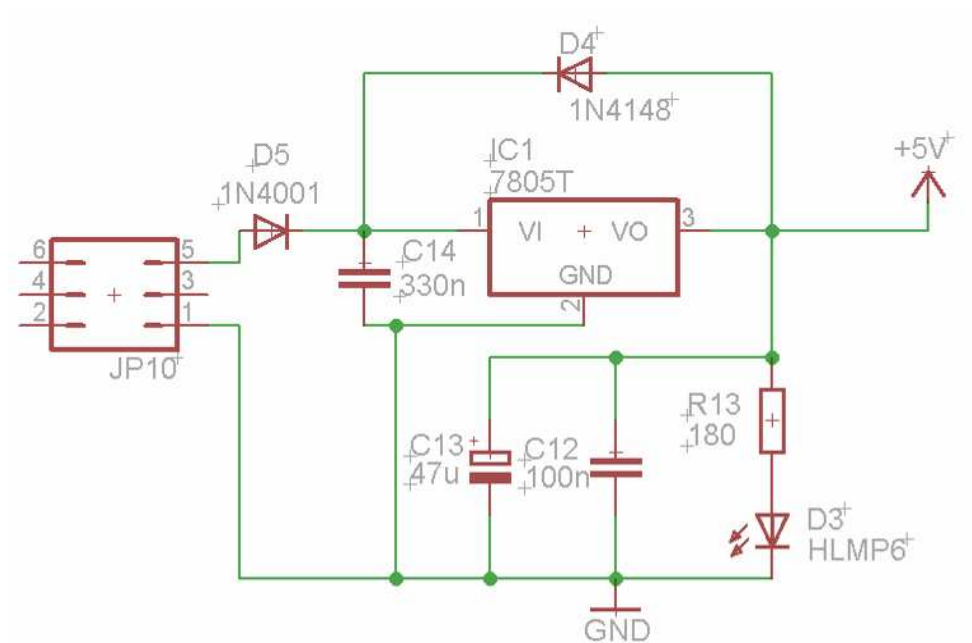 D4
1N4148
D5
1N4001
IC1
7805T
+5V
1
VI
VO
3
GND
2
6
5
4
3
2
1
JP10
C14
330n
C13
47u
C12
100n
R13
180
D3
HLMP6
GND